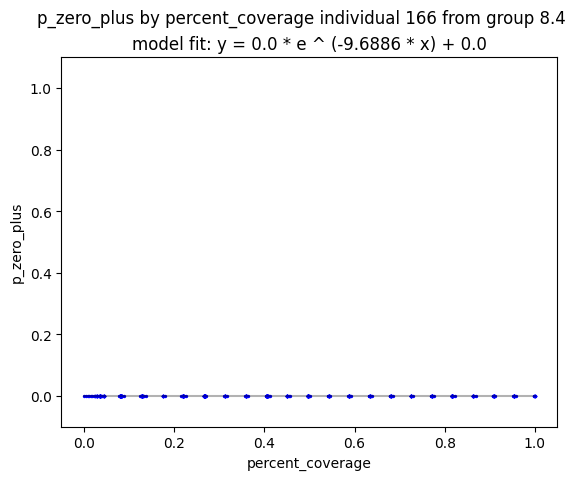 p_zero_plus by percent_coverage individual 166 from group 8.4
model fit: y = 0.0 * e ^ (-9.6886 * x) + 0.0
1.0
0.8
0.6
0.4
0.2
0.0
p_zero_plus
0.0 0.2 0.4 0.6 0.8 1.0
percent_coverage